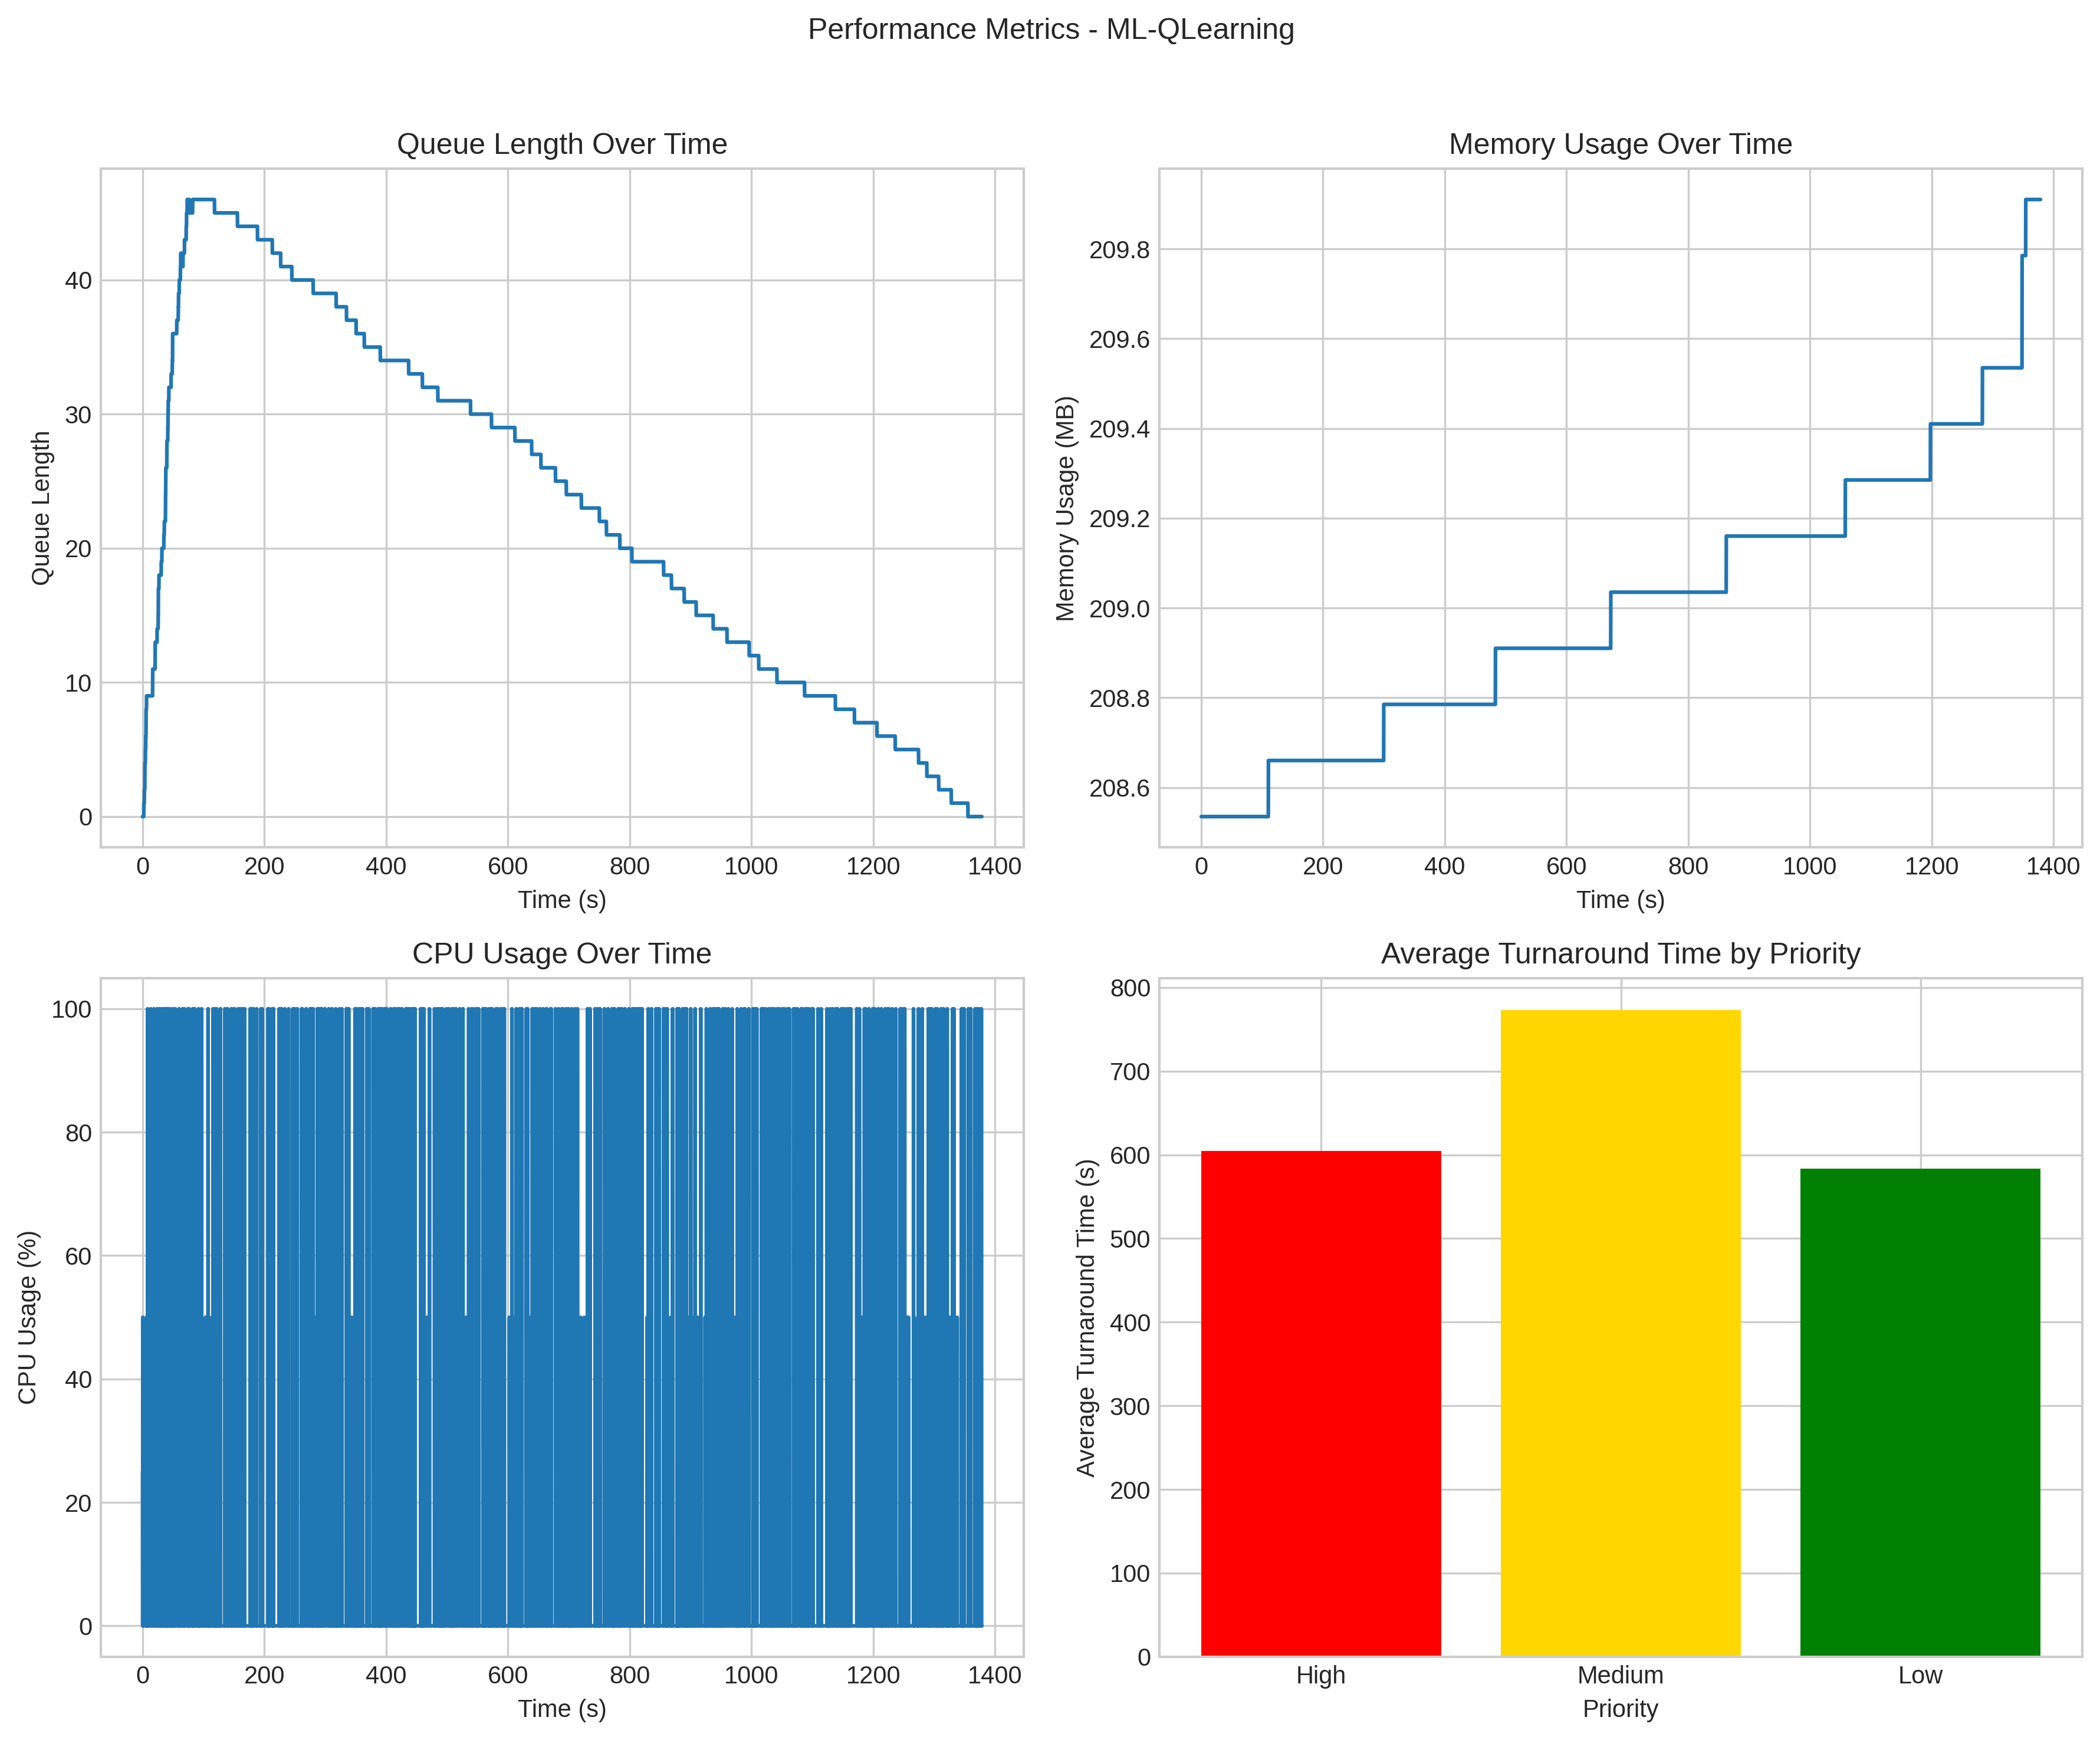 Performance Metrics - ML-QLearning
Queue Length Over Time
Queue Length
40
30
20
10
0
0 200 400 600 800 1000 1200 1400
Time (s)
Memory Usage Over Time
Memory Usage (MB)
209.8
209.6
209.4
209.2
209.0
208.8
208.6
0 200 400 600 800 1000 1200 1400
Time (s)
CPU Usage Over Time
CPU Usage (%)
100
80
60
40
20
0
0 200 400 600 800 1000 1200 1400
Time (s)
Average Turnaround Time by Priority
Average Turnaround Time (s)
800
700
600
500
400
300
200
100
0
High Medium Low
Priority